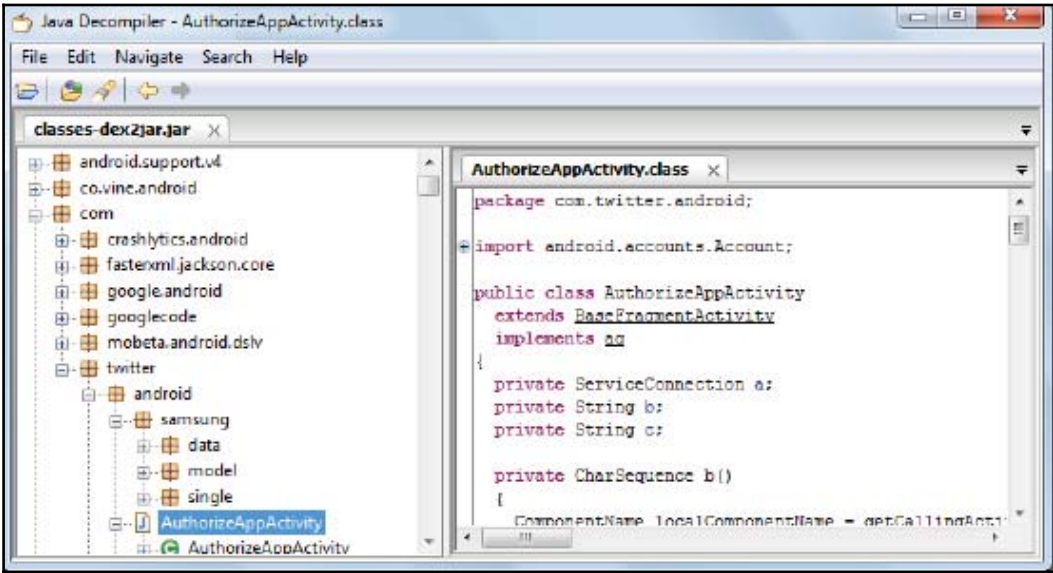 Java Decompiler - AuthorizeAppActivity.class
File Edit Navigate Search Help
classes-dex2jar.jar
android.support.v4
co.vine.android
com
crashlytics.android
fasterxml.jackson.core
google.android
googlecode
mobeta.android.dslv
twitter
android
samsung
data
model
single
AuthorizeAppActivity
AuthorizeAppActivity
AuthorizeAppActivity.class
package com.twitter.android;
import android.accounts.Account;
public class AuthorizeAppActivity
extends BaseFragmentActivity
implements
{
private ServiceConnection a;
private String b;
private String c;
private CharSequence b()
{
ComponentName localComponentName = getCallingActi